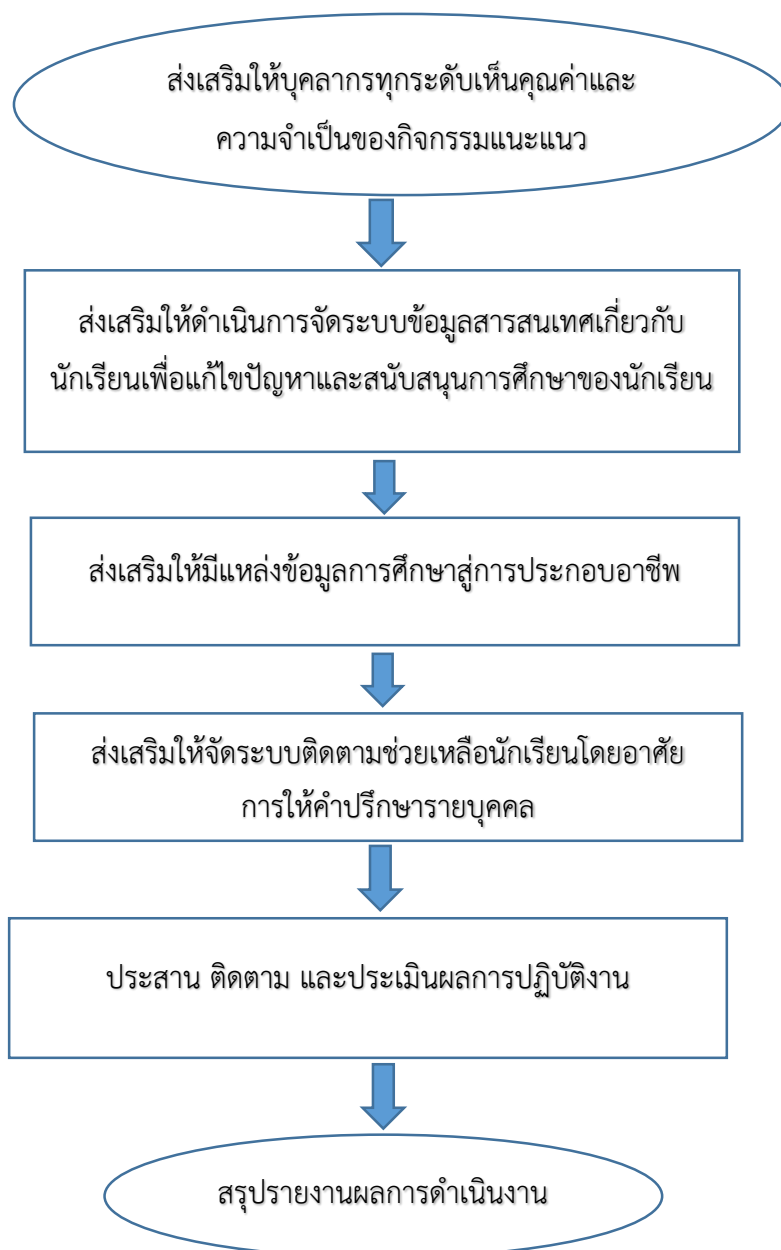 ส่งเสริมให้บุคลากรทุกระดับเห็นคุณค่าและ
ความจำเป็นของกิจกรรมแนะแนว
ส่งเสริมให้ดำเนินการจัดระบบข้อมูลสารสนเทศเกี่ยวกับ
นักเรียนเพื่อแก้ไขปัญหาและสนับสนุนการศึกษาของนักเรียน
ส่งเสริมให้มีแหล่งข้อมูลการศึกษาสู่การประกอบอาชีพ
ส่งเสริมให้จัดระบบติดตามช่วยเหลือนักเรียนโดยอาศัย
การให้คำปรึกษารายบุคคล
ประสาน ติดตาม และประเมินผลการปฏิบัติงาน
สรุปรายงานผลการดำเนินงาน